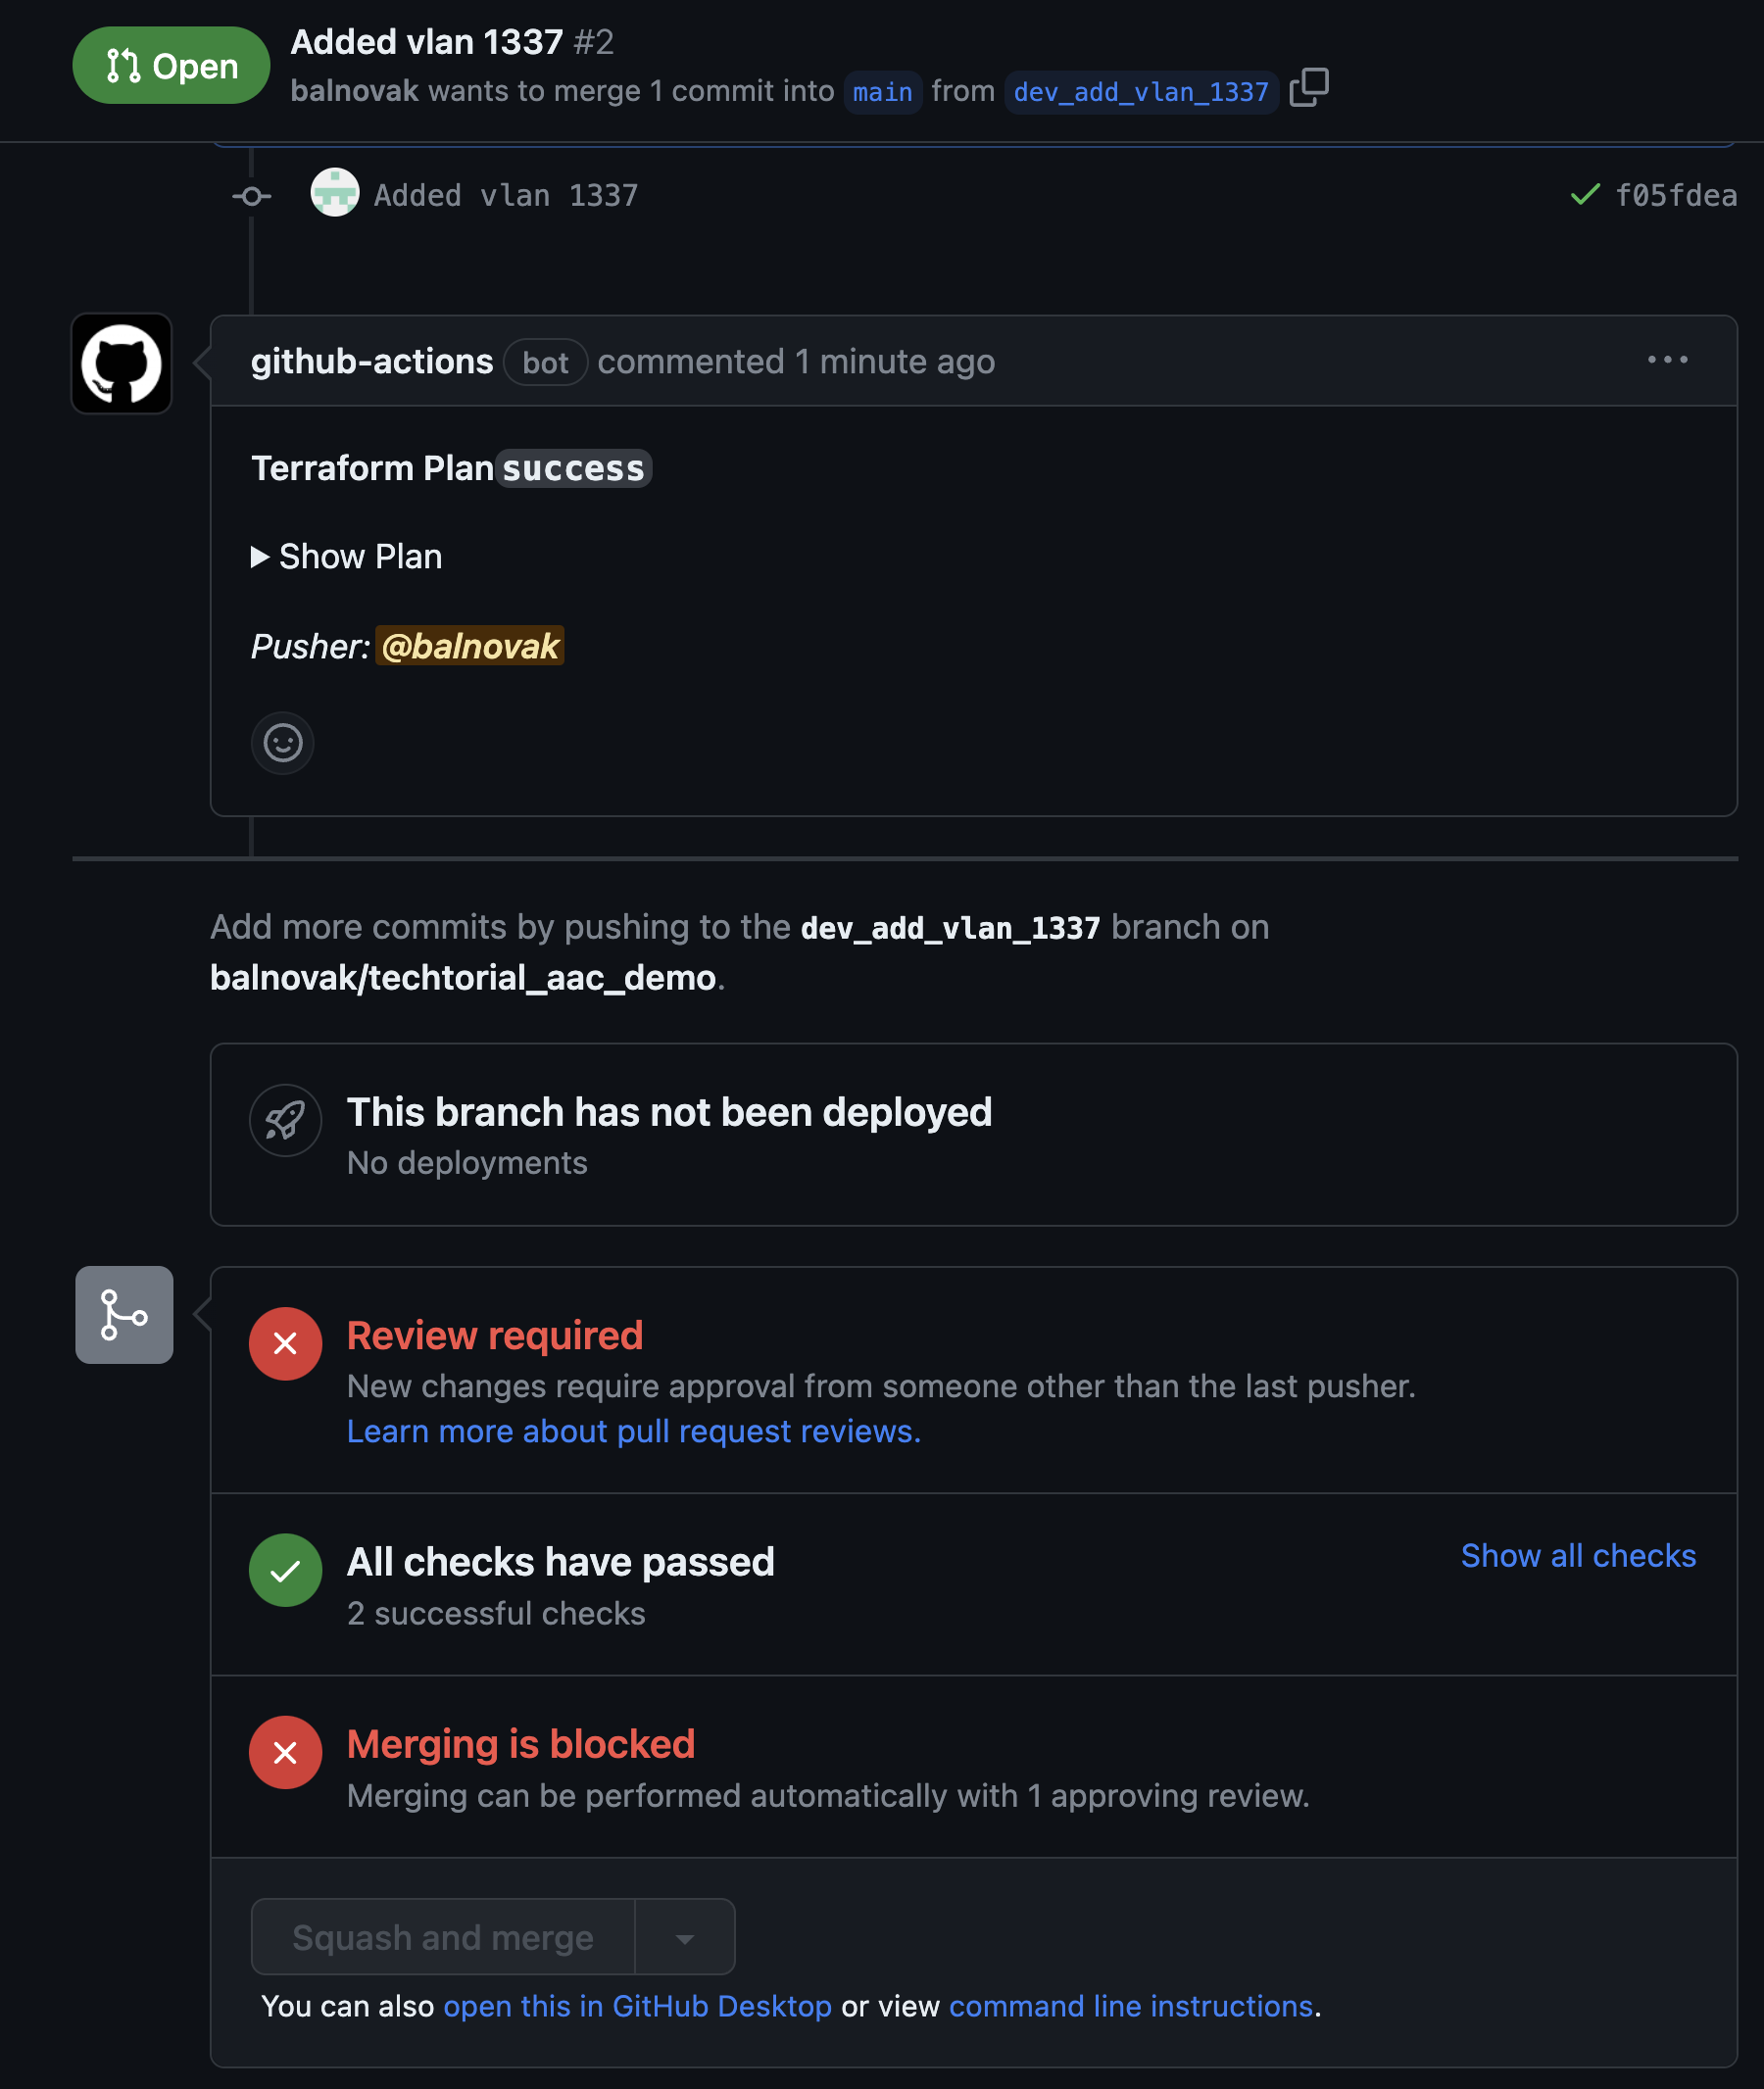 Open
Added vlan 1337 #2
balnovak wants to merge 1 commit into main from dev_add_vlan_1337
Added vlan 1337
f05fdea
github-actions bot commented 1 minute ago
Terraform Plan success
Show Plan
Pusher: @balnovak
Add more commits by pushing to the dev_add_vlan_1337 branch on
balnovak/techtorial_aac_demo.
This branch has not been deployed
No deployments
Review required
New changes require approval from someone other than the last pusher.
Learn more about pull request reviews.
All checks have passed
Show all checks
2 successful checks
Merging is blocked
Merging can be performed automatically with 1 approving review.
Squash and merge
You can also open this in GitHub Desktop or view command line instructions.